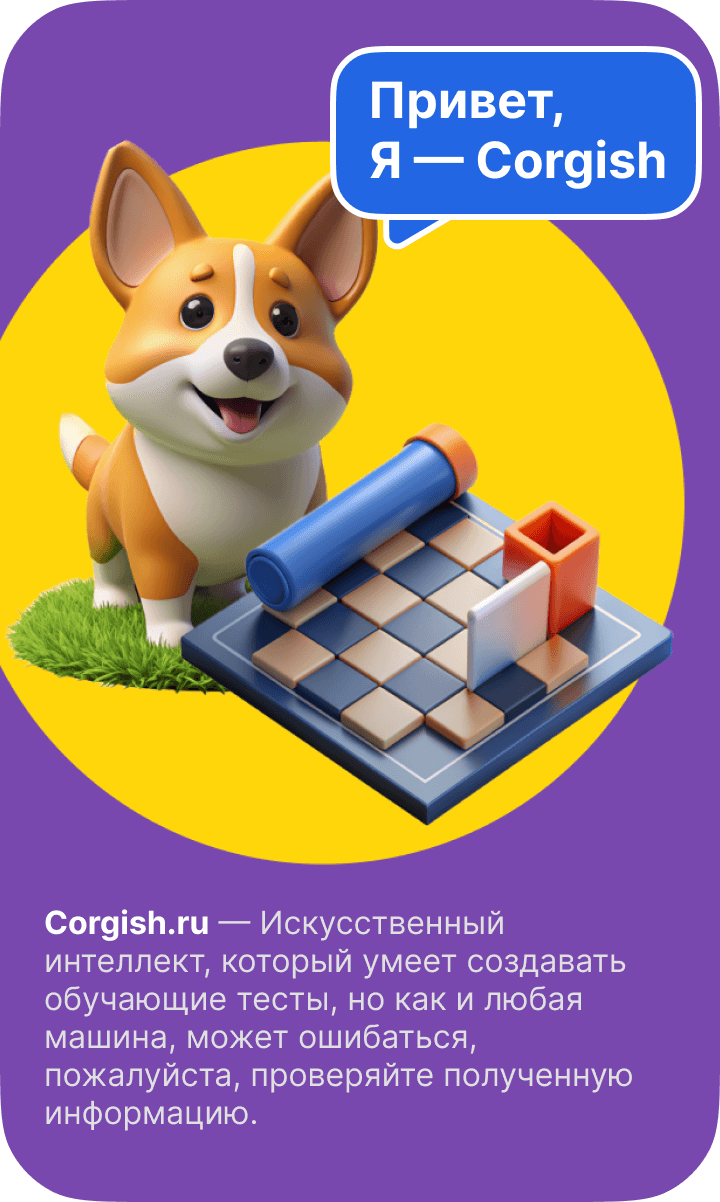 Привет,
Я — Corgish
Corgish.ru — Искусственный
интеллект, который умеет создавать
обучающие тесты, но как и любая
машина, может ошибаться,
пожалуйста, проверяйте полученную
информацию.